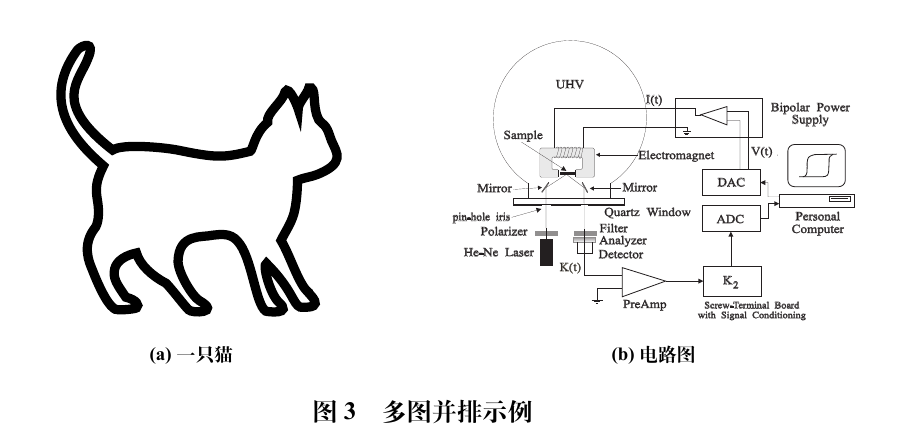 UHV
I(t)
Bipolar Power
Supply
Sample
V(t)
Electromagnet
DAC
Mirror
Mirror
pin-hole iris
Quartz Window
ADC
Personal
Computer
Polarizer
Filter
Analyzer
He-Ne Laser
Detector
K(t)
K₂
PreAmp
Screw-Terminal Board
with Signal Conditioning
(a) 一只猫
(b) 电路图
图 3 多图并排示例